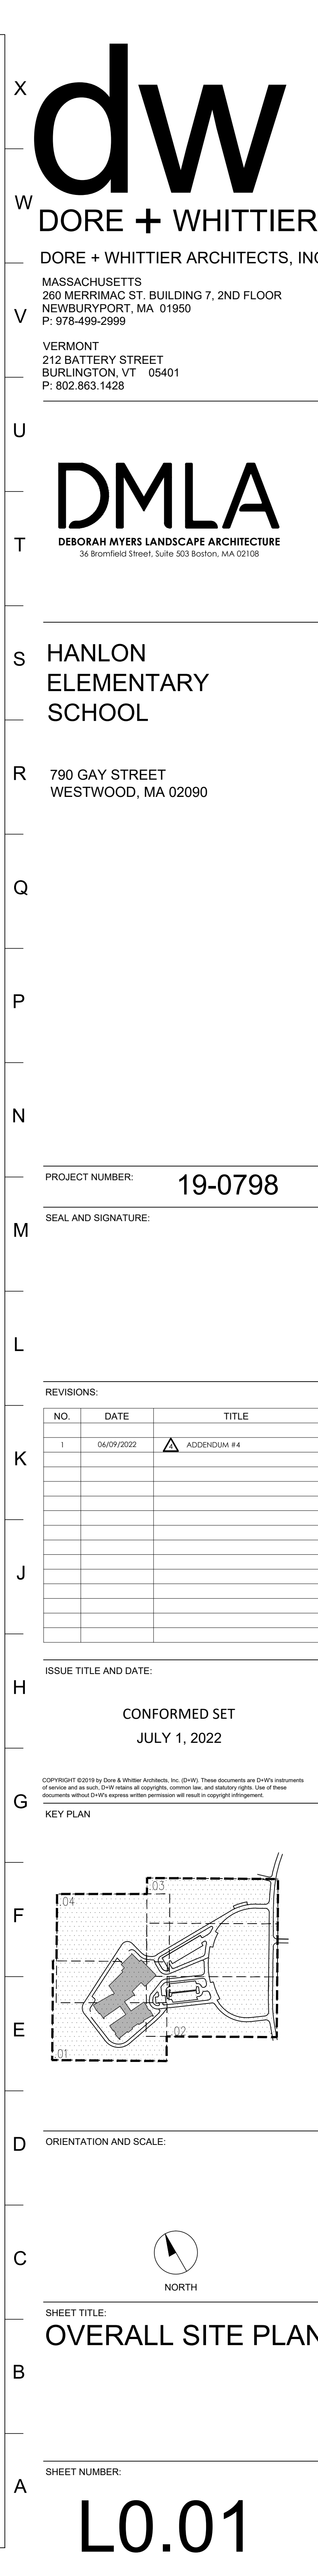 X
dw
W
DORE + WHITTIER
DORE + WHITTIER ARCHITECTS, INC
MASSACHUSETTS
260 MERRIMAC ST. BUILDING 7, 2ND FLOOR
V
NEWBURYPORT, MA 01950
P: 978-499-2999
VERMONT
212 BATTERY STREET
BURLINGTON, VT 05401
P: 802.863.1428
U
DMLA
T
DEBORAH MYERS LANDSCAPE ARCHITECTURE
36 Bromfield Street, Suite 503 Boston, MA 02108
S
HANLON
ELEMENTARY
SCHOOL
R
790 GAY STREET
WESTWOOD, MA 02090
Q
P
N
PROJECT NUMBER: 19-0798
SEAL AND SIGNATURE:
M
L
REVISIONS:
NO. DATE TITLE
1 06/09/2022 4 ADDENDUM #4
K
J
ISSUE TITLE AND DATE:
H
CONFORMED SET
JULY 1, 2022
COPYRIGHT ©2019 by Dore & Whittier Architects, Inc. (D+W). These documents are D+W's instruments
of service and as such, D+W retains all copyrights, common law, and statutory rights. Use of these
documents without D+W's express written permission will result in copyright infringement.
G
KEY PLAN
.03
.04
F
E
.02
.01
D
ORIENTATION AND SCALE:
C
NORTH
SHEET TITLE:
OVERALL SITE PLAN
B
SHEET NUMBER:
A
L0.01